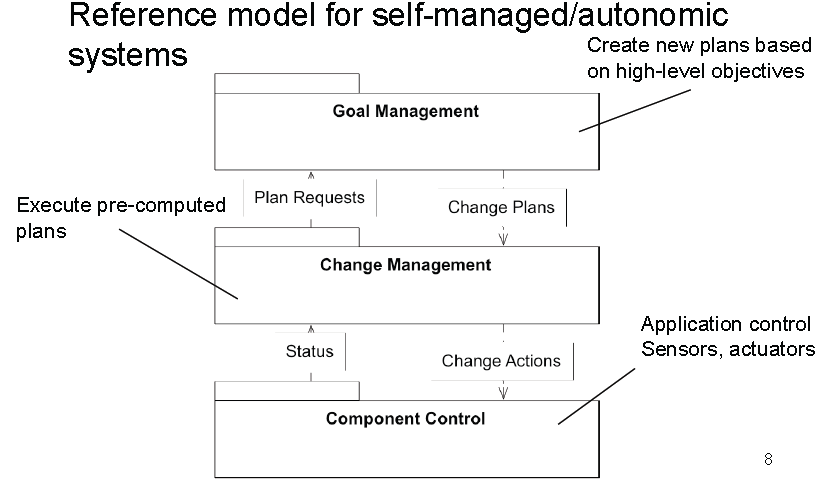 Reference model for self-managed/autonomic
systems
Create new plans based
on high-level objectives
Goal Management
Plan Requests
Change Plans
Execute pre-computed
plans
Change Management
Application control
Sensors, actuators
Status
Change Actions
Component Control
8